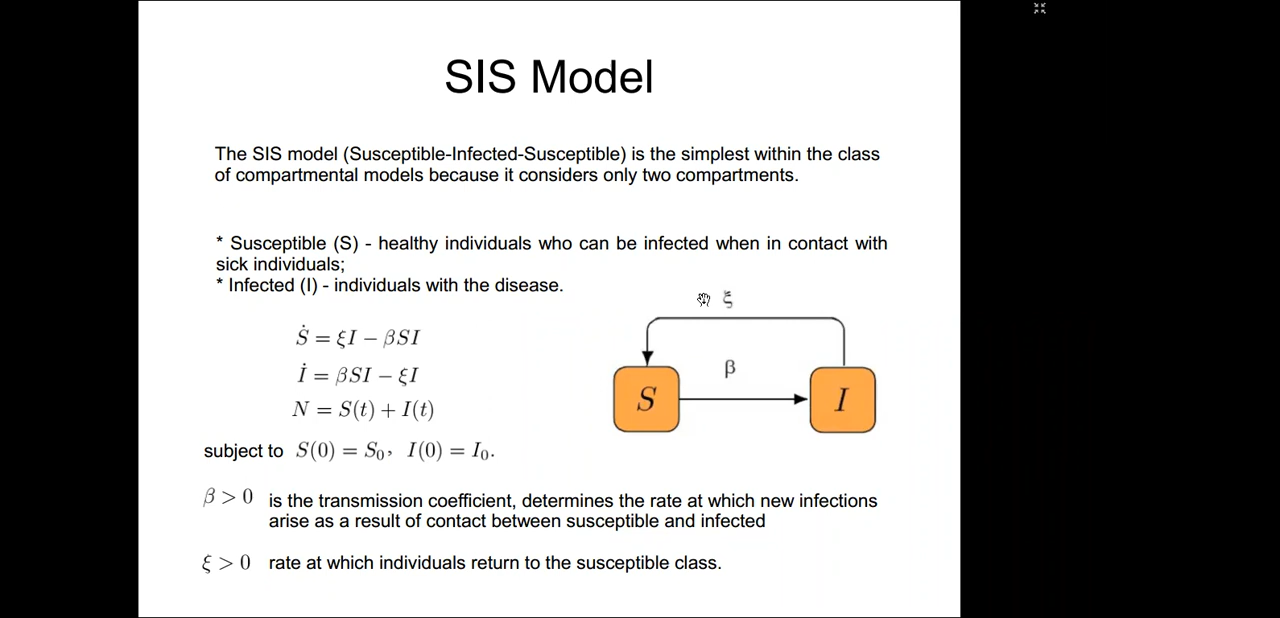 SIS Model
The SIS model (Susceptible-Infected-Susceptible) is the simplest within the class
of compartmental models because it considers only two compartments.
* Susceptible (S) - healthy individuals who can be infected when in contact with
sick individuals;
* Infected (I) - individuals with the disease.
ξ
Ṡ = ξI − βSI
β
İ = βSI − ξI
S
I
N = S(t) + I(t)
subject to S(0) = S₀, I(0) = I₀.
β > 0 is the transmission coefficient, determines the rate at which new infections
arise as a result of contact between susceptible and infected
ξ > 0 rate at which individuals return to the susceptible class.